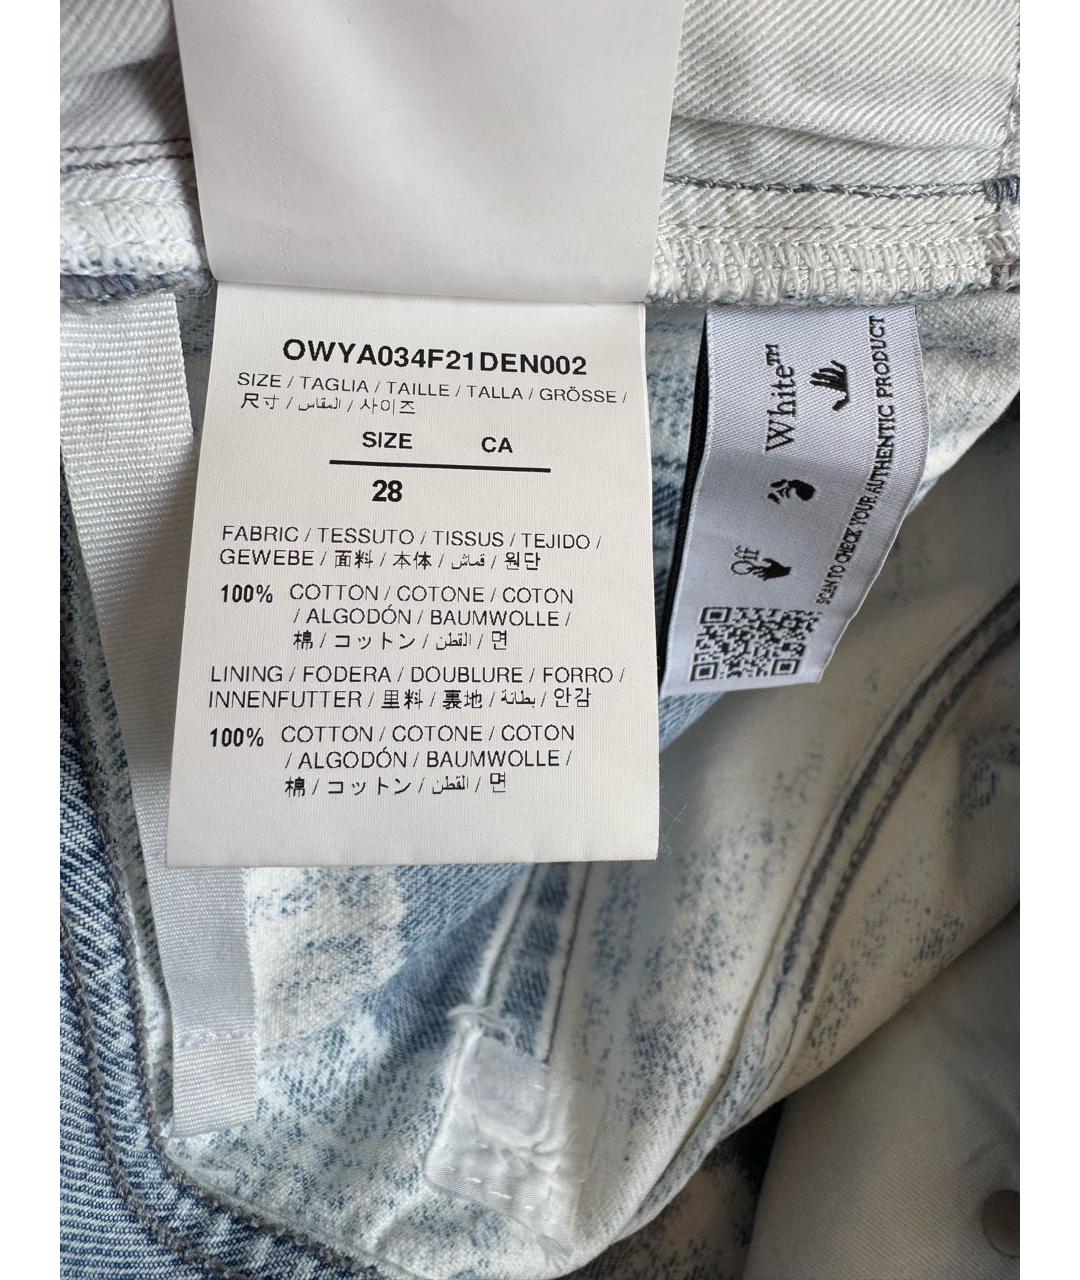 OWYA034F21DEN002
SIZE / TAGLIA / TAILLE / TALLA / GRÖSSE /
尺寸 / المقاس / 사이즈
SIZE CA
28
FABRIC / TESSUTO / TISSUS / TEJIDO /
GEWEBE / 面料 / 本体 / قماش / 원단
100% COTTON / COTONE / COTON
/ ALGODÓN / BAUMWOLLE /
棉 / コットン / القطن / 면
LINING / FODERA / DOUBLURE / FORRO /
INNENFUTTER / 里料 / 裏地 / بطانة / 안감
100% COTTON / COTONE / COTON
/ ALGODÓN / BAUMWOLLE /
棉 / コットン / القطن / 면
Off White™
SCAN TO CHECK YOUR AUTHENTIC PRODUCT